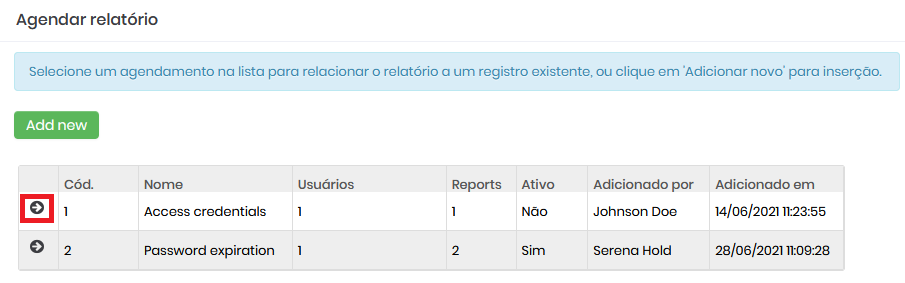 Agendar relatório
Selecione um agendamento na lista para relacionar o relatório a um registro existente, ou clique em 'Adicionar novo' para inserção.
Add new
Cód. Nome Usuários Reports Ativo Adicionado por Adicionado em
1 Access credentials 1 1 Não Johnson Doe 14/06/2021 11:23:55
2 Password expiration 1 2 Sim Serena Hold 28/06/2021 11:09:28